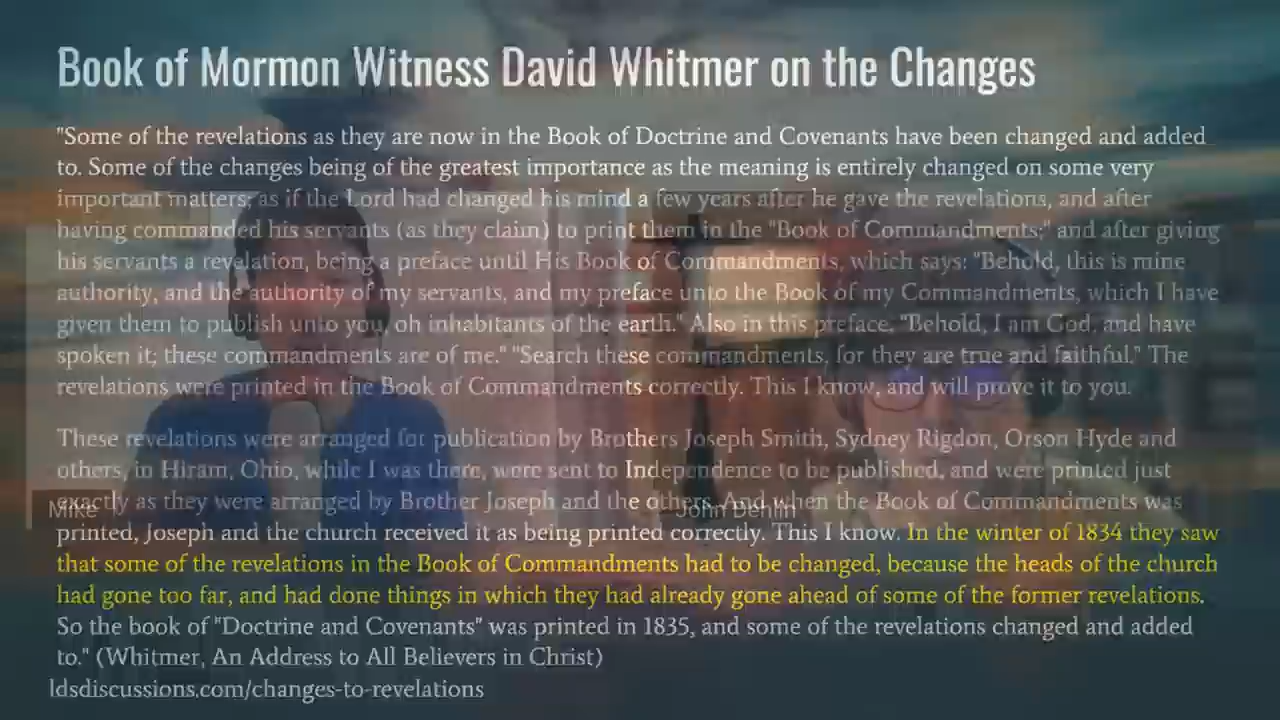 Book of Mormon Witness David Whitmer on the Changes
"Some of the revelations as they are now in the Book of Doctrine and Covenants have been changed and added
to. Some of the changes being of the greatest importance as the meaning is entirely changed on some very
important matters; as if the Lord had changed his mind a few years after he gave the revelations, and after
having commanded his servants (as they claim) to print them in the "Book of Commandments;" and after giving
his servants a revelation, being a preface until His Book of Commandments, which says: "Behold, this is mine
authority, and the authority of my servants, and my preface unto the Book of my Commandments, which I have
given them to publish unto you, oh inhabitants of the earth." Also in this preface. "Behold, I am God, and have
spoken it; these commandments are of me." "Search these commandments, for they are true and faithful." The
revelations were printed in the Book of Commandments correctly. This I know, and will prove it to you.
These revelations were arranged for publication by Brothers Joseph Smith, Sydney Rigdon, Orson Hyde and
others, in Hiram, Ohio, while I was there, were sent to Independence to be published, and were printed just
exactly as they were arranged by Brother Joseph and the others. And when the Book of Commandments was
Mike
John Dehlin
printed, Joseph and the church received it as being printed correctly. This I know. In the winter of 1834 they saw
that some of the revelations in the Book of Commandments had to be changed, because the heads of the church
had gone too far, and had done things in which they had already gone ahead of some of the former revelations.
So the book of "Doctrine and Covenants" was printed in 1835, and some of the revelations changed and added
to." (Whitmer, An Address to All Believers in Christ)
ldsdiscussions.com/changes-to-revelations